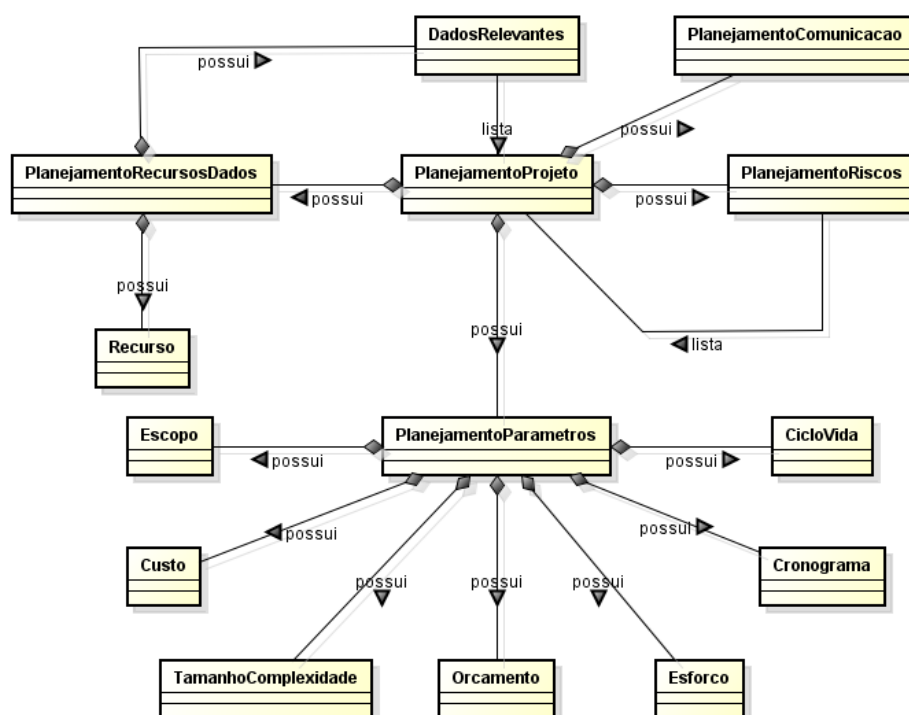 DadosRelevantes
PlanejamentoComunicacao
possui
lista
possui
PlanejamentoRecursosDados
PlanejamentoProjeto
PlanejamentoRiscos
possui
possui
possui
possui
lista
Recurso
Escopo
PlanejamentoParametros
CicloVida
possui
possui
possui
possui
Custo
Cronograma
possui
possui
possui
TamanhoComplexidade
Orcamento
Esforco